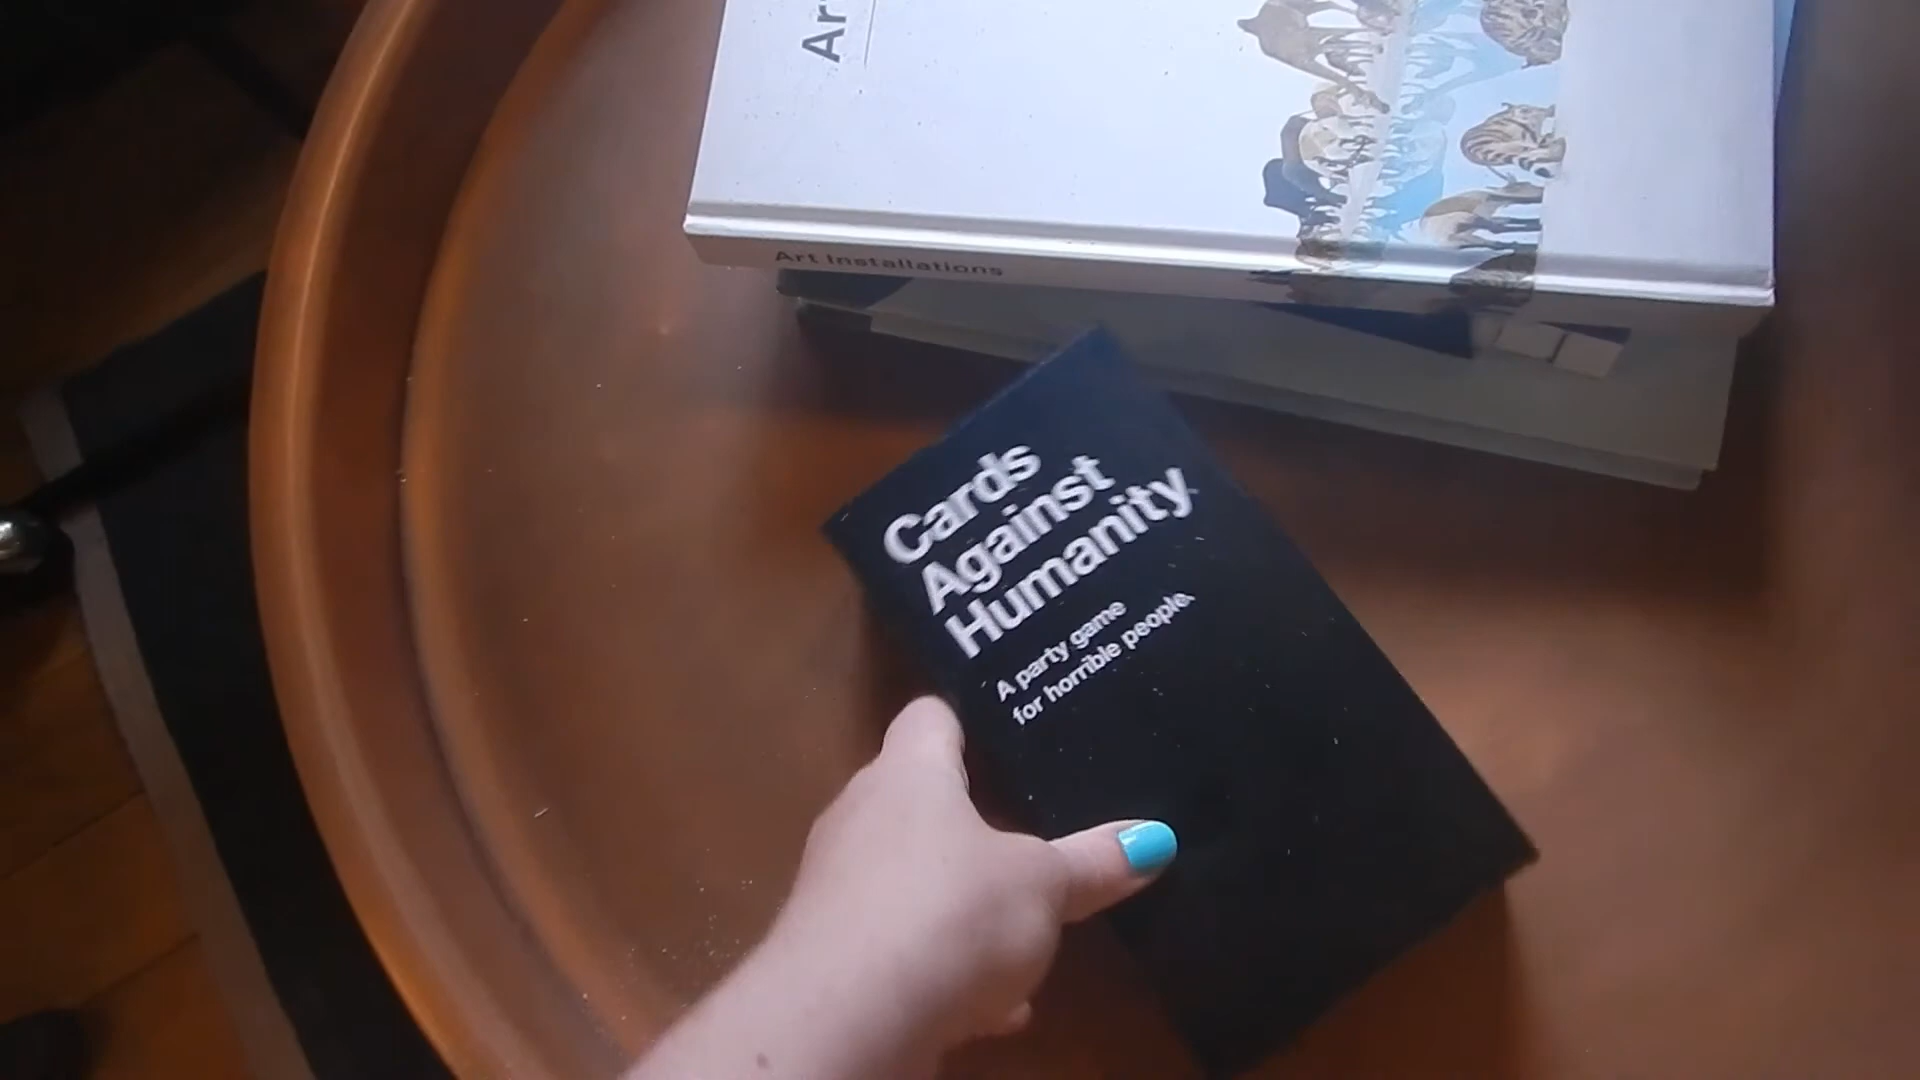 Art Installations
Cards
Against
Humanity
A party game
for horrible people.